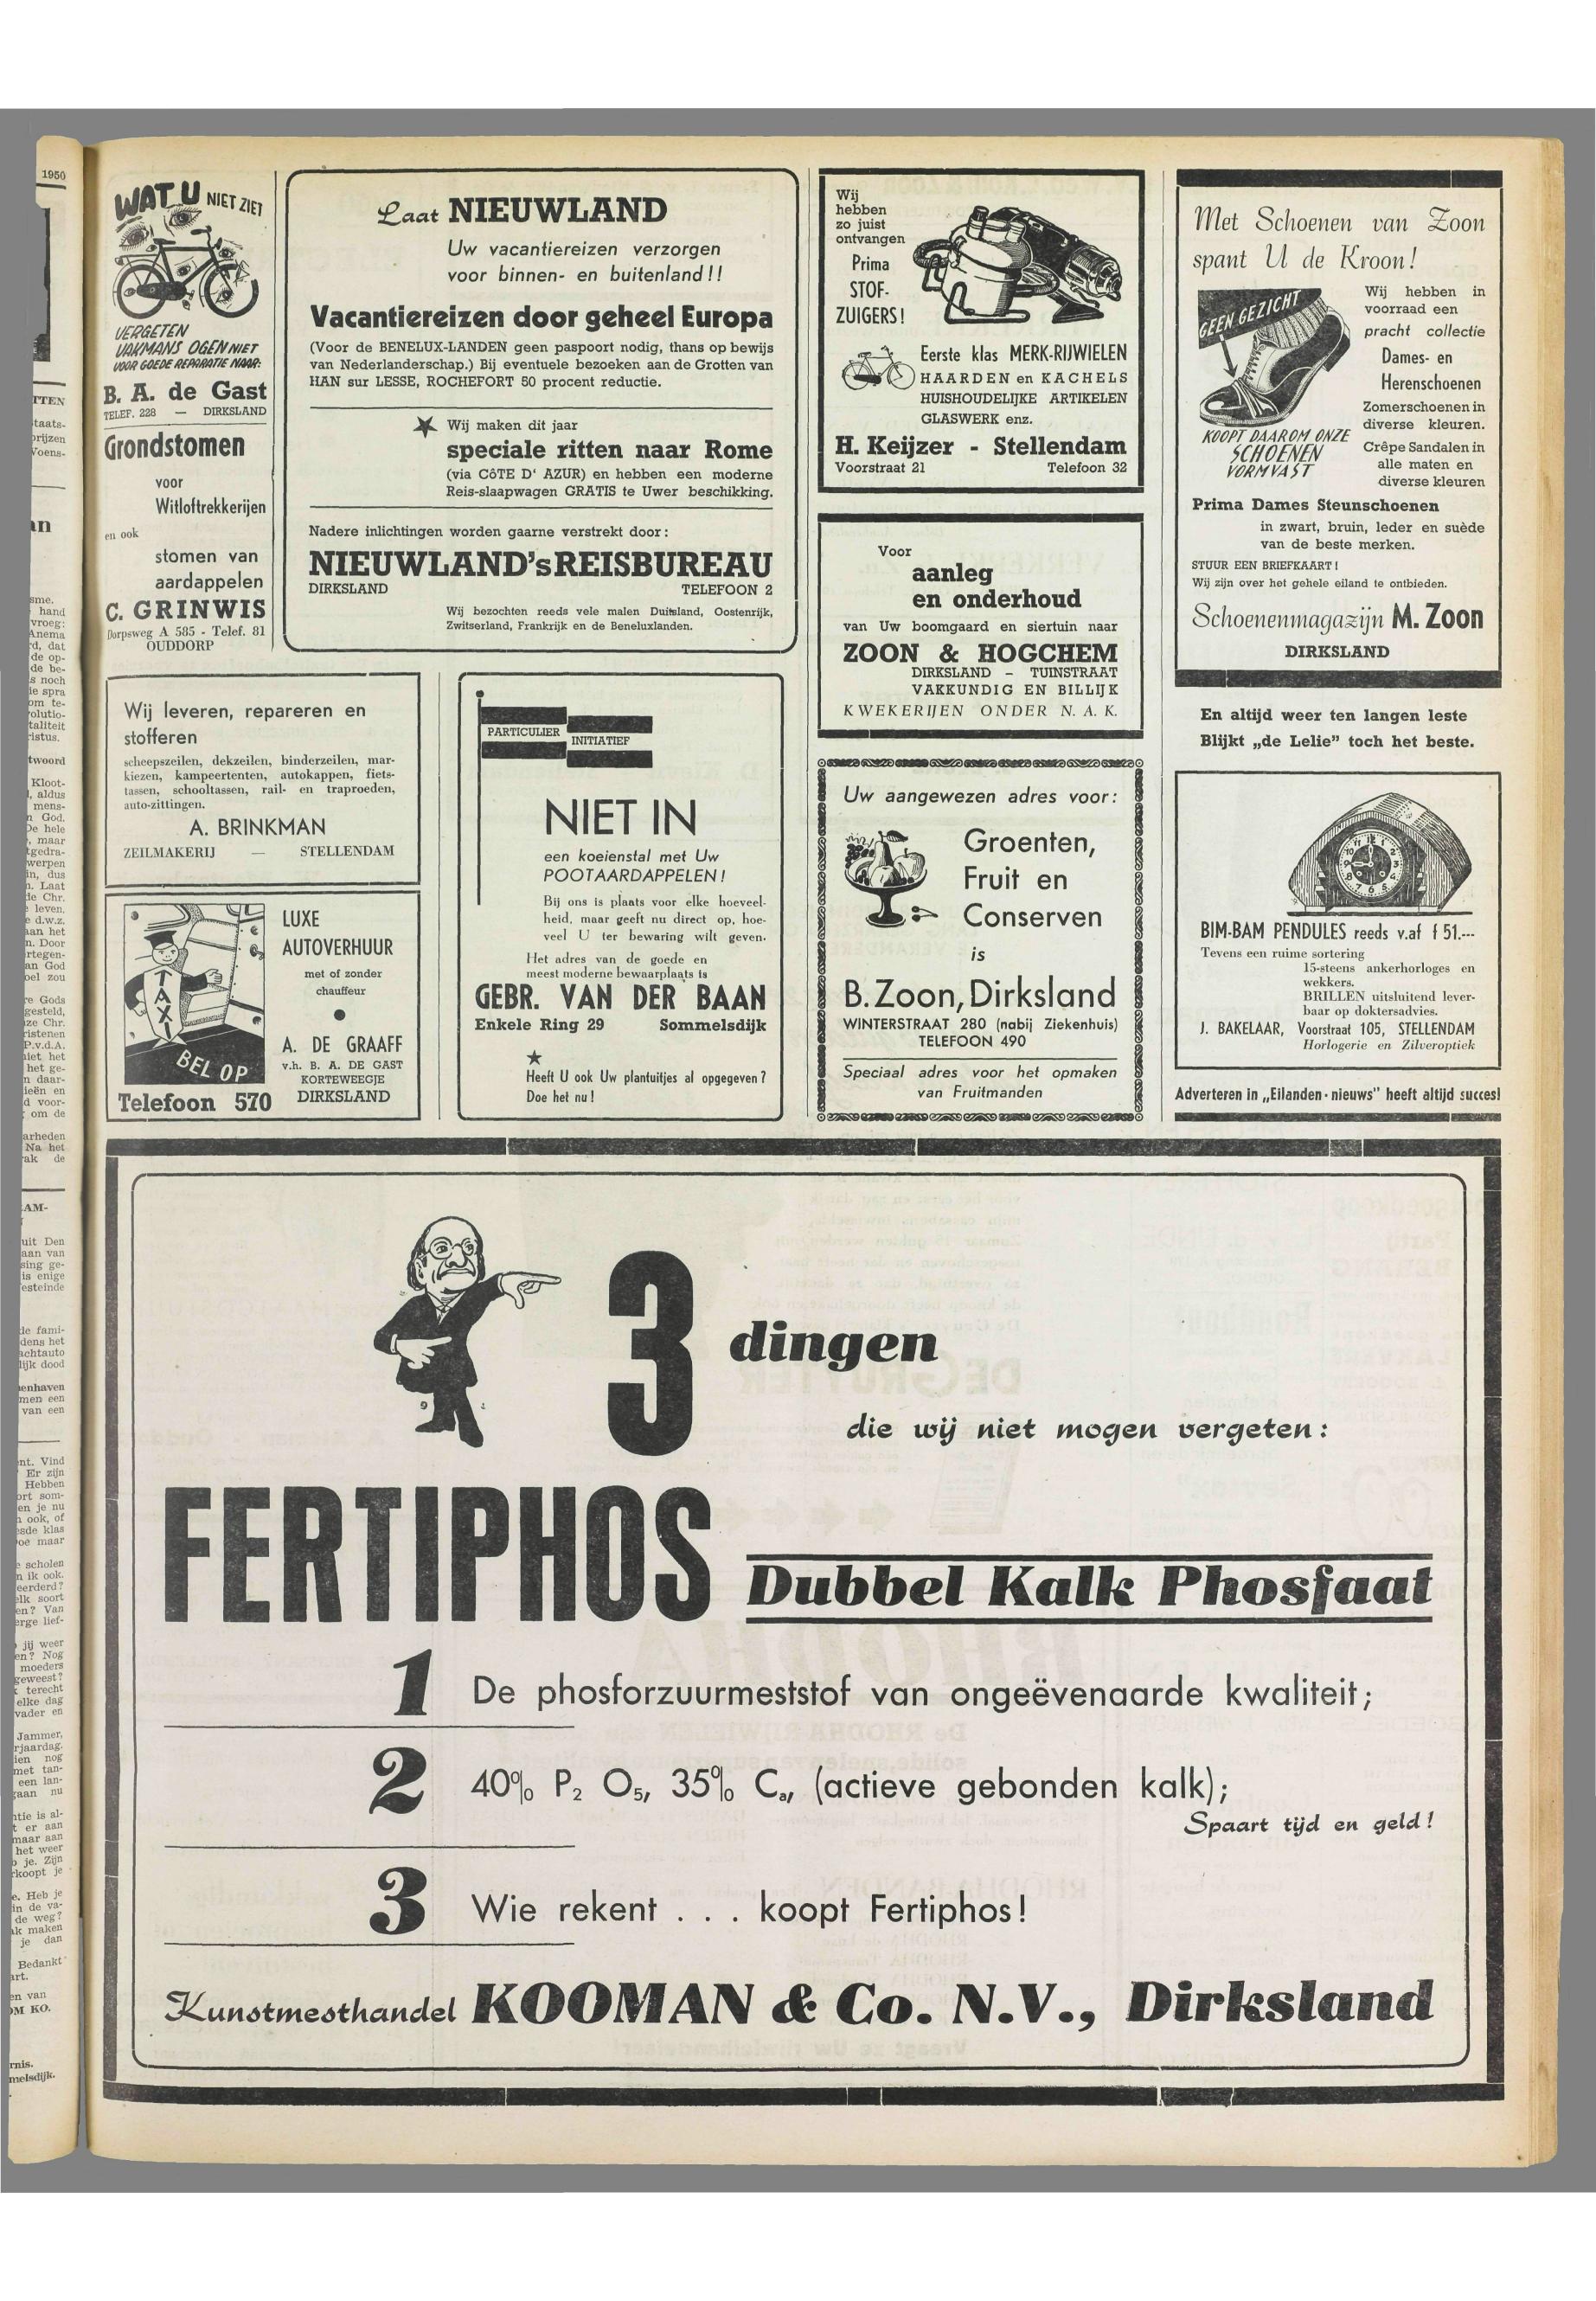 1950
WAT U NIET ZIET
VERGETEN
VAKMANS OGEN NIET
VOOR GOEDE REPARATIE NAAR:
B. A. de Gast
TELEF. 228 — DIRKSLAND
Grondstomen
voor
Witloftrekkerijen
en ook
stomen van
aardappelen
C. GRINWIS
Dorpsweg A 585 - Telef. 81
OUDDORP
Laat NIEUWLAND
Uw vacantiereizen verzorgen
voor binnen- en buitenland!!
Vacantiereizen door geheel Europa
(Voor de BENELUX-LANDEN geen paspoort nodig, thans op bewijs
van Nederlanderschap.) Bij eventuele bezoeken aan de Grotten van
HAN sur LESSE, ROCHEFORT 50 procent reductie.
Wij maken dit jaar
speciale ritten naar Rome
(via CôTE D' AZUR) en hebben een moderne
Reis-slaapwagen GRATIS te Uwer beschikking.
Nadere inlichtingen worden gaarne verstrekt door:
NIEUWLAND's REISBUREAU
DIRKSLAND TELEFOON 2
Wij bezochten reeds vele malen Duitsland, Oostenrijk,
Zwitserland, Frankrijk en de Beneluxlanden.
Wij
hebben
zo juist
ontvangen
Prima
STOF-
ZUIGERS!
Eerste klas MERK-RIJWIELEN
HAARDEN en KACHELS
HUISHOUDELIJKE ARTIKELEN
GLASWERK enz.
H. Keijzer - Stellendam
Voorstraat 21 Telefoon 32
Voor
aanleg
en onderhoud
van Uw boomgaard en siertuin naar
ZOON & HOGCHEM
DIRKSLAND - TUINSTRAAT
VAKKUNDIG EN BILLIJK
KWEKERIJEN ONDER N. A. K.
Met Schoenen van Zoon
spant U de Kroon!
GEEN GEZICHT
KOOPT DAAROM ONZE
SCHOENEN
VORMVAST
Wij hebben in
voorraad een
pracht collectie
Dames- en
Herenschoenen
Zomerschoenen in
diverse kleuren.
Crêpe Sandalen in
alle maten en
diverse kleuren
Prima Dames Steunschoenen
in zwart, bruin, leder en suède
van de beste merken.
STUUR EEN BRIEFKAART!
Wij zijn over het gehele eiland te ontbieden.
Schoenenmagazijn M. Zoon
DIRKSLAND
En altijd weer ten langen leste
Blijkt „de Lelie” toch het beste.
Wij leveren, repareren en
stofferen
scheepszeilen, dekzeilen, binderzeilen, mar-
kiezen, kampeertenten, autokappen, fiets-
tassen, schooltassen, rail- en traproeden,
auto-zittingen.
A. BRINKMAN
ZEILMAKERIJ — STELLENDAM
TAXI
BEL OP
Telefoon 570
LUXE
AUTOVERHUUR
met of zonder
chauffeur
A. DE GRAAFF
v.h. B. A. DE GAST
KORTEWEEGJE
DIRKSLAND
PARTICULIER
INITIATIEF
NIET IN
een koeienstal met Uw
POOTAARDAPPELEN!
Bij ons is plaats voor elke hoeveel-
heid, maar geeft nu direct op, hoe-
veel U ter bewaring wilt geven.
Het adres van de goede en
meest moderne bewaarplaats is
GEBR. VAN DER BAAN
Enkele Ring 29 Sommelsdijk
Heeft U ook Uw plantuitjes al opgegeven?
Doe het nu!
Uw aangewezen adres voor:
Groenten,
Fruit en
Conserven
is
B. Zoon, Dirksland
WINTERSTRAAT 280 (nabij Ziekenhuis)
TELEFOON 490
Speciaal adres voor het opmaken
van Fruitmanden
BIM-BAM PENDULES reeds v.af f 51.---
Tevens een ruime sortering
15-steens ankerhorloges en
wekkers.
BRILLEN uitsluitend lever-
baar op doktersadvies.
J. BAKELAAR, Voorstraat 105, STELLENDAM
Horlogerie en Zilveroptiek
Adverteren in „Eilanden-nieuws” heeft altijd succes!
3 dingen
die wij niet mogen vergeten:
FERTIPHOS Dubbel Kalk Phosfaat
1 De phosforzuurmeststof van ongeëvenaarde kwaliteit;
2 40% P2 O5, 35% Ca, (actieve gebonden kalk);
Spaart tijd en geld!
3 Wie rekent . . . koopt Fertiphos!
Kunstmesthandel KOOMAN & Co. N.V., Dirksland